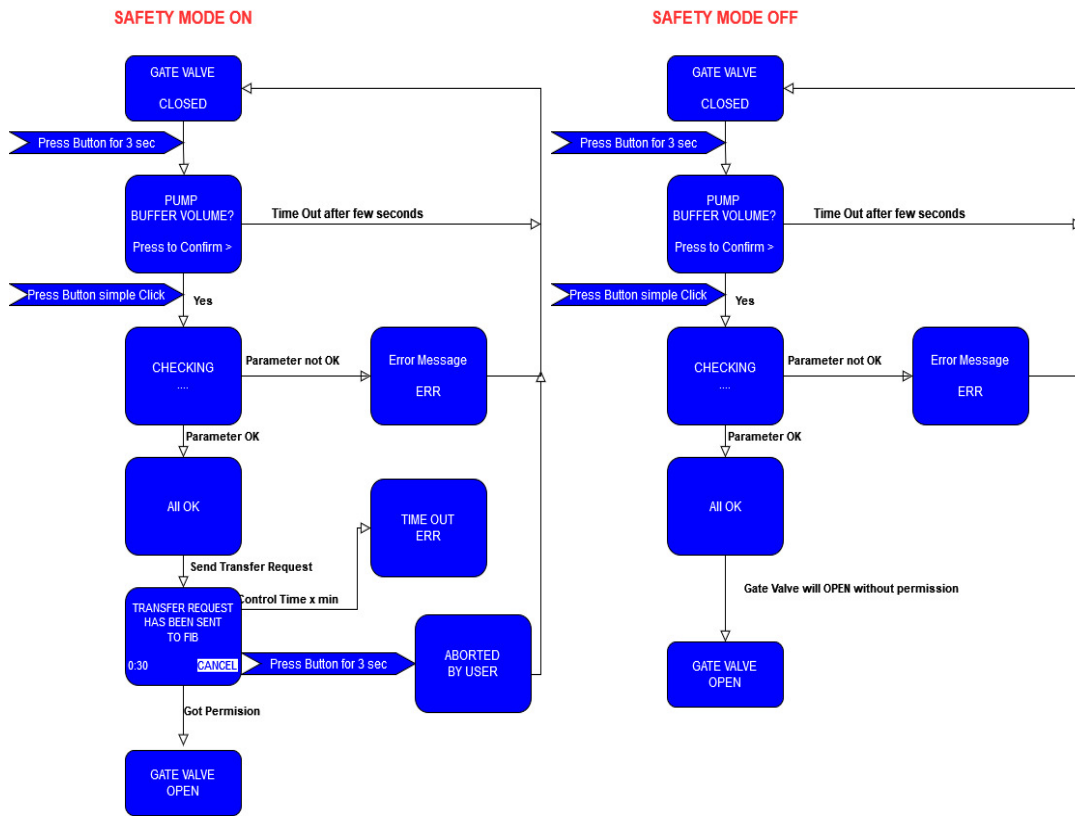 SAFETY MODE ON
GATE VALVE
CLOSED
Press Button for 3 sec
PUMP
BUFFER VOLUME?
Press to Confirm >
Time Out after few seconds
Press Button simple Click
Yes
CHECKING
....
Parameter not OK
Error Message
ERR
Parameter OK
All OK
TIME OUT
ERR
Send Transfer Request
Control Time x min
TRANSFER REQUEST
HAS BEEN SENT
TO FIB
0:30 CANCEL
Press Button for 3 sec
ABORTED
BY USER
Got Permision
GATE VALVE
OPEN
SAFETY MODE OFF
GATE VALVE
CLOSED
Press Button for 3 sec
PUMP
BUFFER VOLUME?
Press to Confirm >
Time Out after few seconds
Press Button simple Click
Yes
CHECKING
....
Parameter not OK
Error Message
ERR
Parameter OK
All OK
Gate Valve will OPEN without permission
GATE VALVE
OPEN